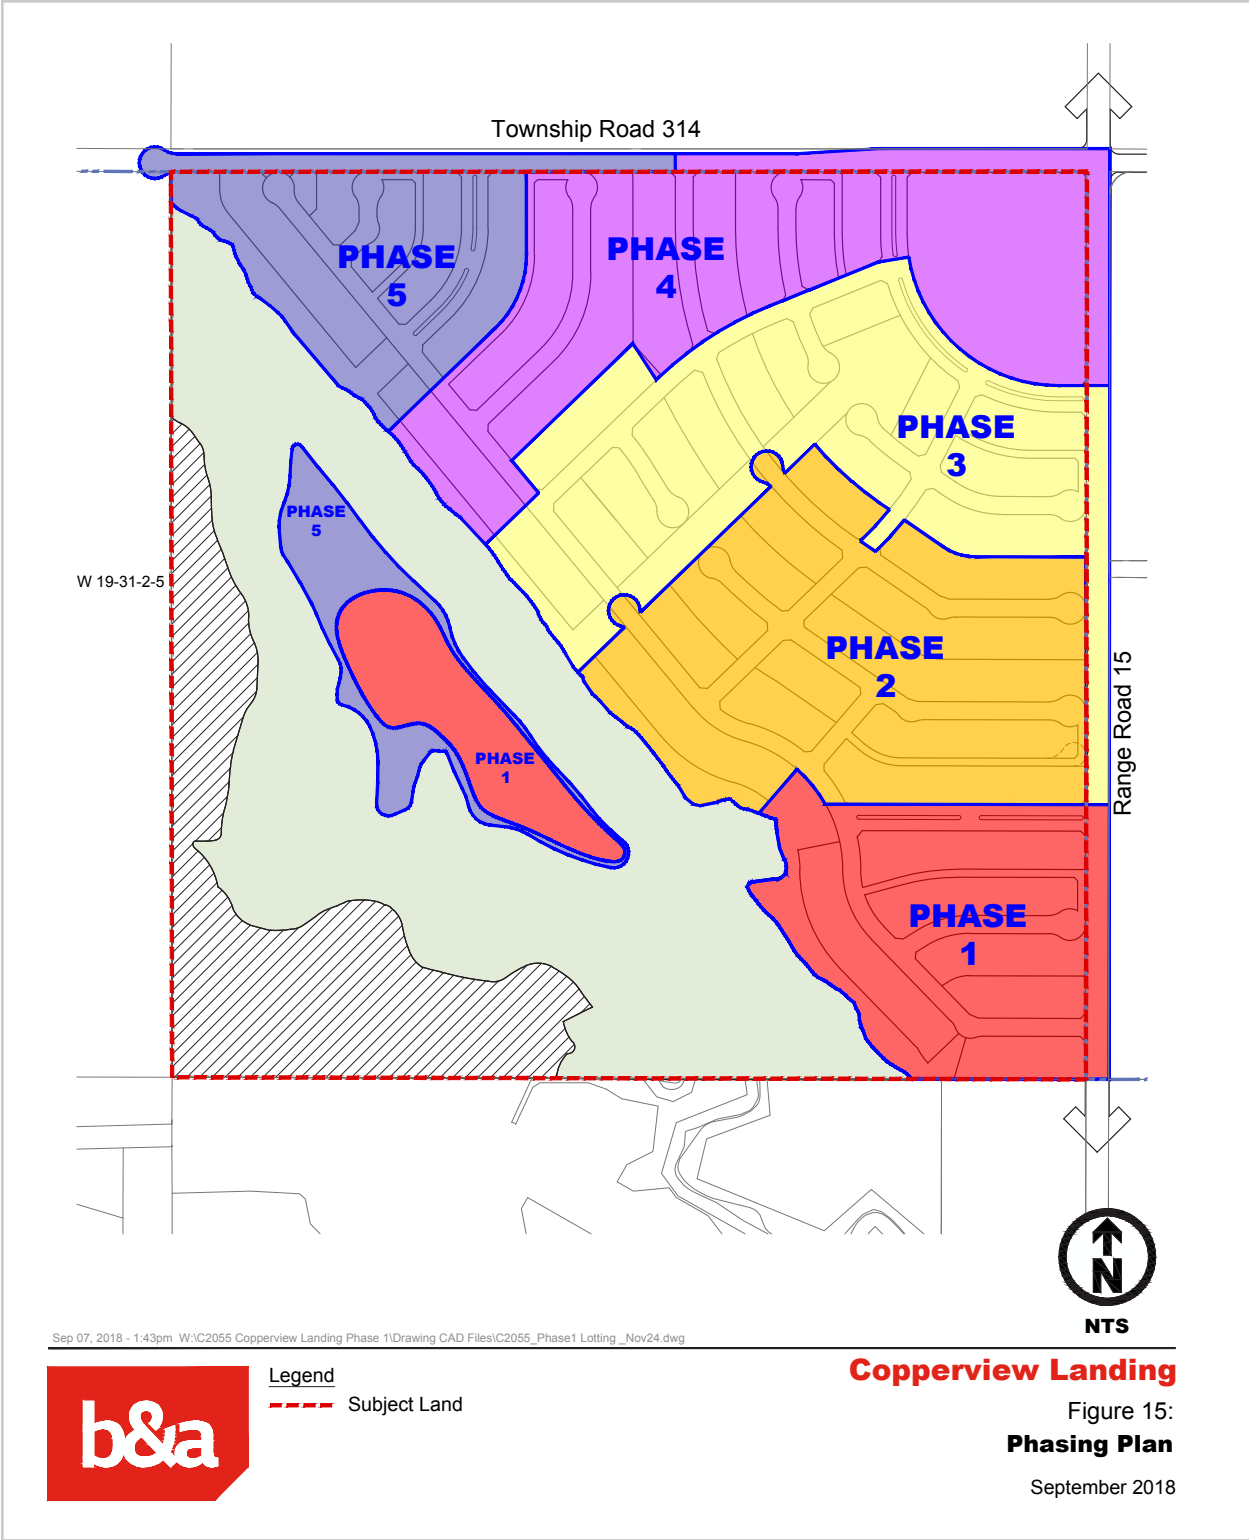 Township Road 314
PHASE
5
PHASE
4
PHASE
3
PHASE
5
W 19-31-2-5
PHASE
2
Range Road 15
PHASE
1
PHASE
1
N
NTS
Sep 07, 2018 - 1:43pm W:\C2055 Copperview Landing Phase 1\Drawing CAD Files\C2055_Phase1 Lotting _Nov24.dwg
b&a
Legend
Subject Land
Copperview Landing
Figure 15:
Phasing Plan
September 2018